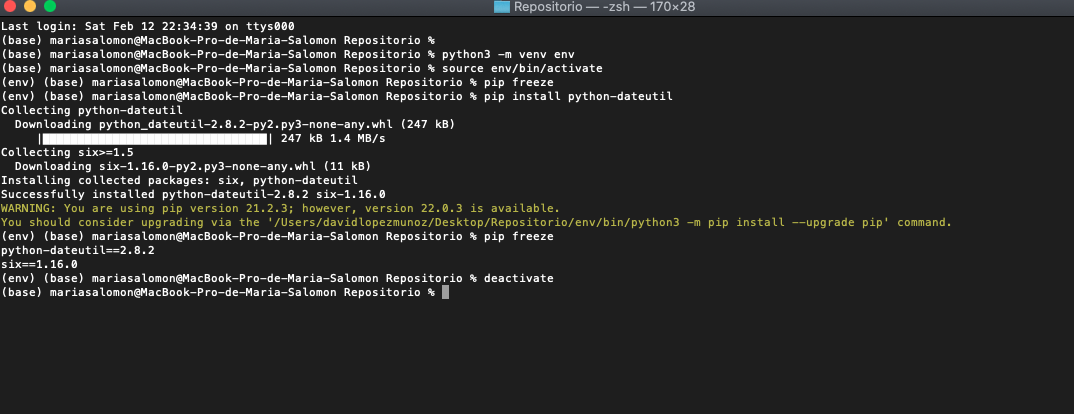 Repositorio — -zsh — 170×28
Last login: Sat Feb 12 22:34:39 on ttys000
(base) mariasalomon@MacBook-Pro-de-Maria-Salomon Repositorio %
(base) mariasalomon@MacBook-Pro-de-Maria-Salomon Repositorio % python3 -m venv env
(base) mariasalomon@MacBook-Pro-de-Maria-Salomon Repositorio % source env/bin/activate
(env) (base) mariasalomon@MacBook-Pro-de-Maria-Salomon Repositorio % pip freeze
(env) (base) mariasalomon@MacBook-Pro-de-Maria-Salomon Repositorio % pip install python-dateutil
Collecting python-dateutil
  Downloading python_dateutil-2.8.2-py2.py3-none-any.whl (247 kB)
     |████████████████████████████████| 247 kB 1.4 MB/s
Collecting six>=1.5
  Downloading six-1.16.0-py2.py3-none-any.whl (11 kB)
Installing collected packages: six, python-dateutil
Successfully installed python-dateutil-2.8.2 six-1.16.0
WARNING: You are using pip version 21.2.3; however, version 22.0.3 is available.
You should consider upgrading via the '/Users/davidlopezmunoz/Desktop/Repositorio/env/bin/python3 -m pip install --upgrade pip' command.
(env) (base) mariasalomon@MacBook-Pro-de-Maria-Salomon Repositorio % pip freeze
python-dateutil==2.8.2
six==1.16.0
(env) (base) mariasalomon@MacBook-Pro-de-Maria-Salomon Repositorio % deactivate
(base) mariasalomon@MacBook-Pro-de-Maria-Salomon Repositorio %